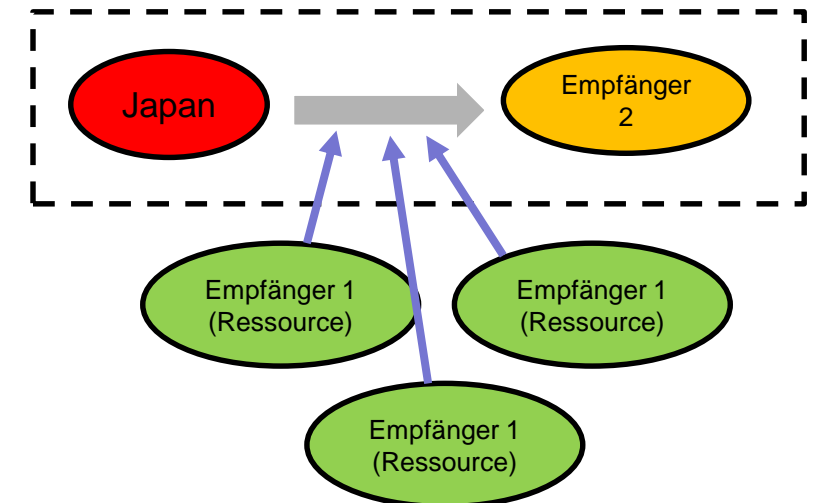 Japan
Empfänger
2
Empfänger 1
(Ressource)
Empfänger 1
(Ressource)
Empfänger 1
(Ressource)